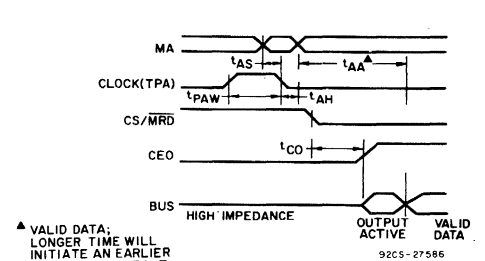 MA
tAS
tAA▲
CLOCK(TPA)
tPAW
tAH
CS/M̅R̅D̅
tCO
CEO
BUS
HIGH IMPEDANCE
OUTPUT ACTIVE
VALID DATA
▲ VALID DATA;
LONGER TIME WILL
INITIATE AN EARLIER
92CS-27586